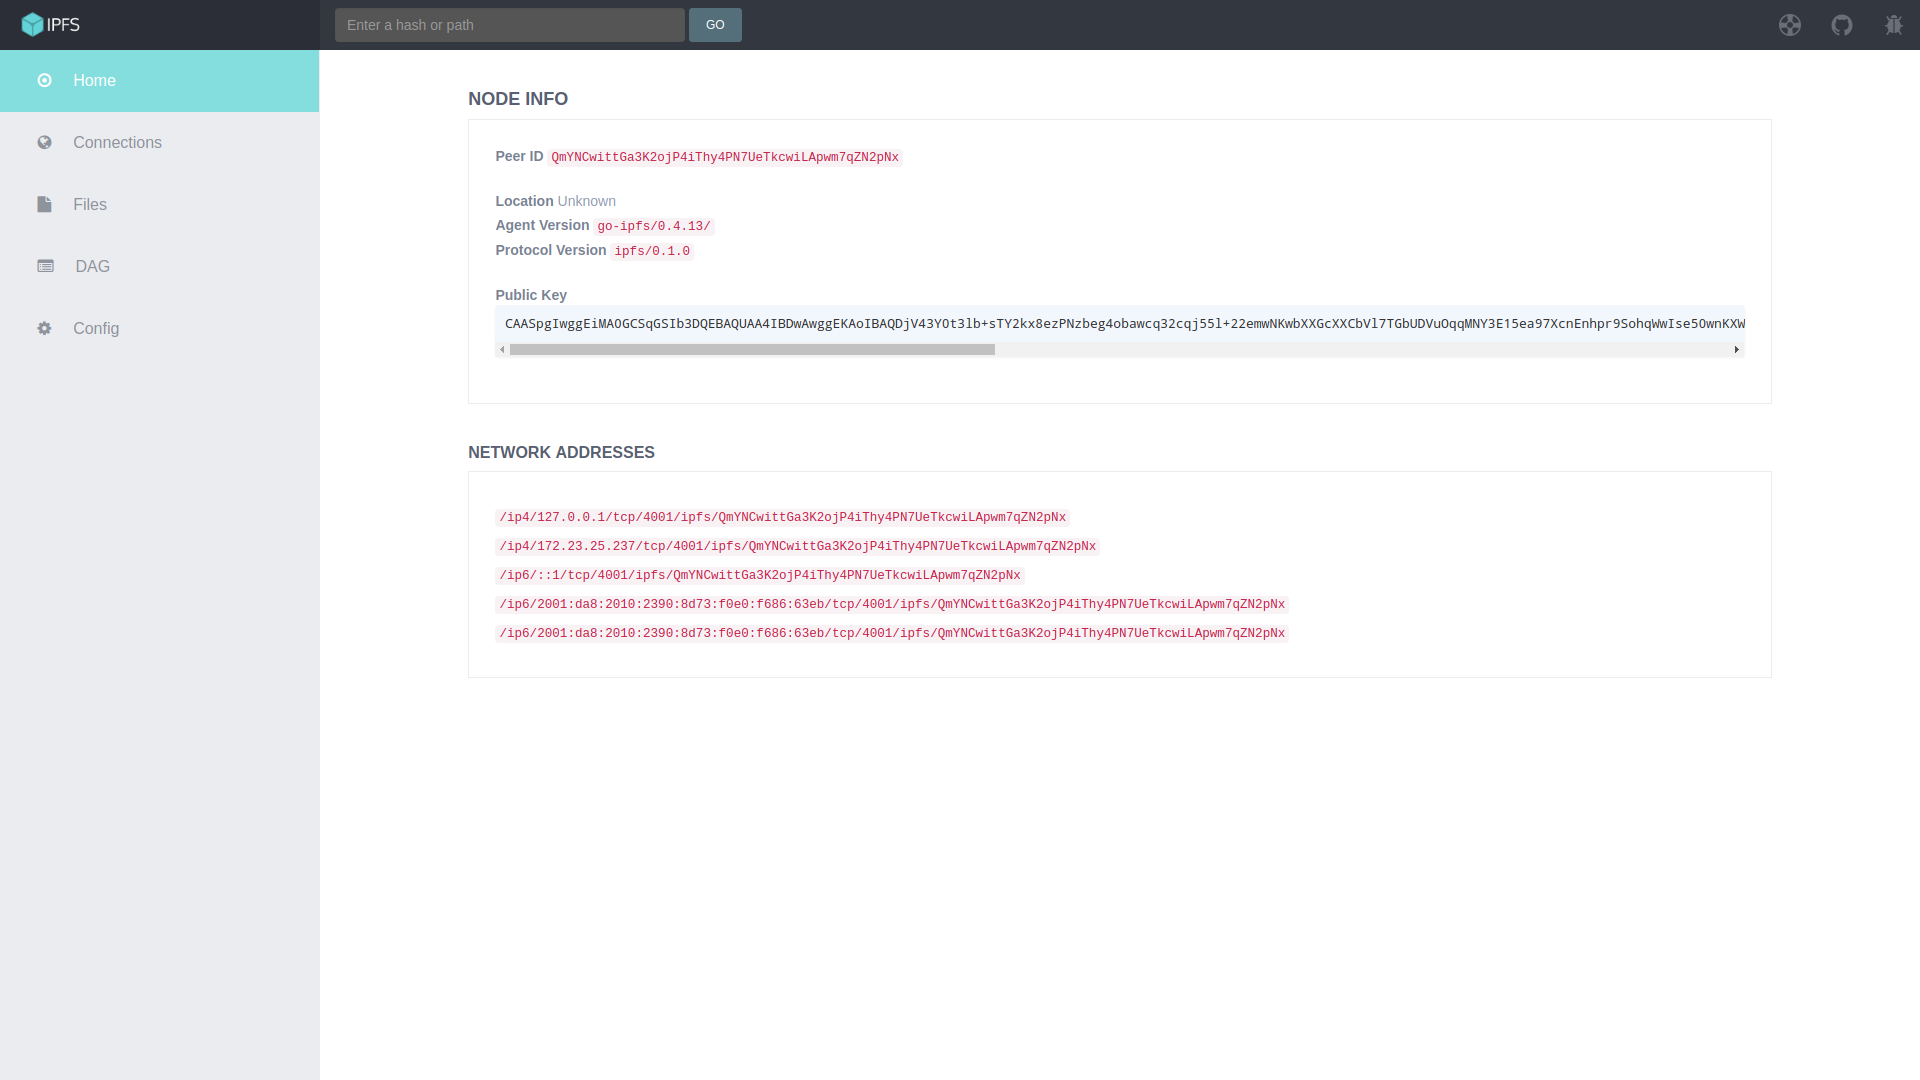 IPFS
Enter a hash or path
GO
Home
Connections
Files
DAG
Config
NODE INFO
Peer ID QmYNCwittGa3K2ojP4iThy4PN7UeTkcwiLApwm7qZN2pNx
Location Unknown
Agent Version go-ipfs/0.4.13/
Protocol Version ipfs/0.1.0
Public Key
CAASpgIwggEiMA0GCSqGSIb3DQEBAQUAA4IBDwAwggEKAoIBAQDjV43YOt3lb+sTY2kx8ezPNzbeg4obawcq32cqj55l+22emwNKwbXXGcXXCbVl7TGbUDVuOqqMNY3E15ea97XcnEnhpr9SohqWwIse5OwnKXW
NETWORK ADDRESSES
/ip4/127.0.0.1/tcp/4001/ipfs/QmYNCwittGa3K2ojP4iThy4PN7UeTkcwiLApwm7qZN2pNx
/ip4/172.23.25.237/tcp/4001/ipfs/QmYNCwittGa3K2ojP4iThy4PN7UeTkcwiLApwm7qZN2pNx
/ip6/::1/tcp/4001/ipfs/QmYNCwittGa3K2ojP4iThy4PN7UeTkcwiLApwm7qZN2pNx
/ip6/2001:da8:2010:2390:8d73:f0e0:f686:63eb/tcp/4001/ipfs/QmYNCwittGa3K2ojP4iThy4PN7UeTkcwiLApwm7qZN2pNx
/ip6/2001:da8:2010:2390:8d73:f0e0:f686:63eb/tcp/4001/ipfs/QmYNCwittGa3K2ojP4iThy4PN7UeTkcwiLApwm7qZN2pNx